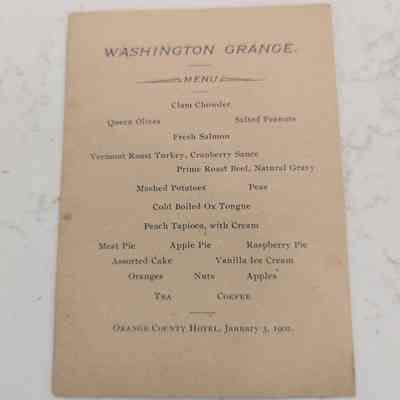 WASHINGTON GRANGE.
MENU
Clam Chowder
Queen Olives Salted Peanuts
Fresh Salmon
Vermont Roast Turkey, Cranberry Sauce
Prime Roast Beef, Natural Gravy
Mashed Potatoes Peas
Cold Boiled Ox Tongue
Peach Tapioca, with Cream
Meat Pie Apple Pie Raspberry Pie
Assorted Cake Vanilla Ice Cream
Oranges Nuts Apples
TEA COFFEE
ORANGE COUNTY HOTEL, JANUARY 3, 1901.